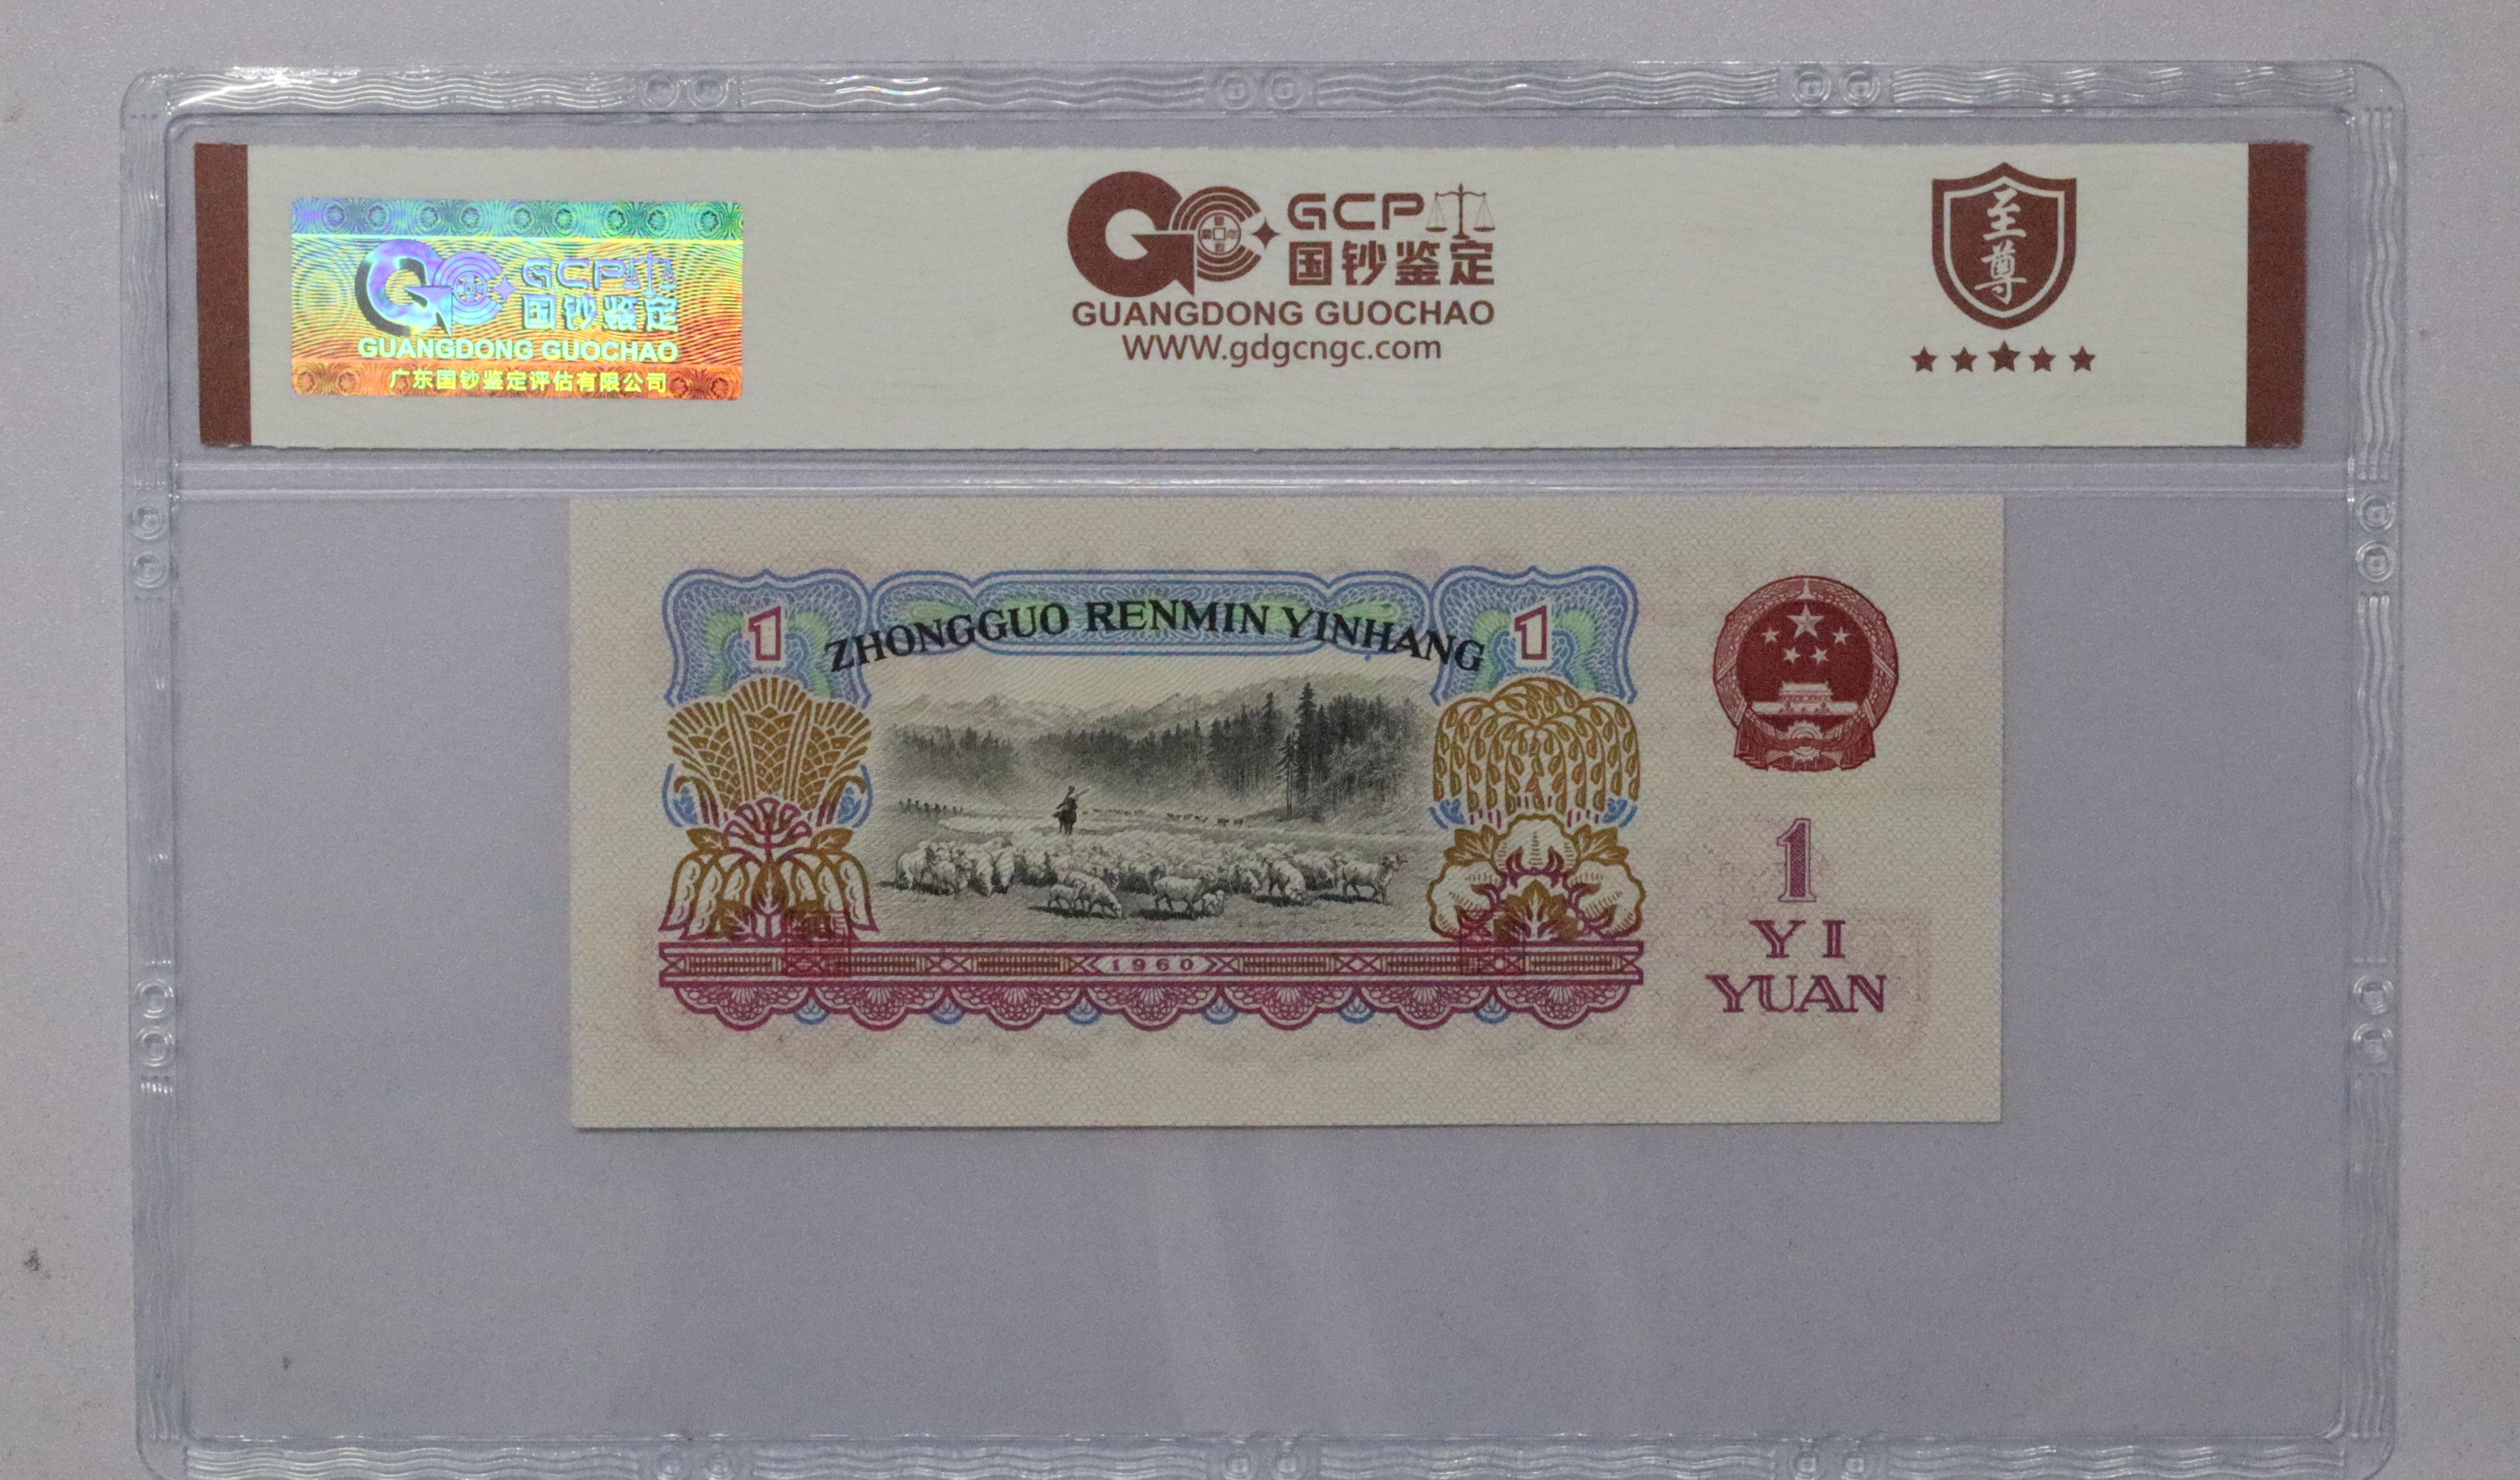 GCP
国钞鉴定
GUANGDONG GUOCHAO
广东国钞鉴定评估有限公司
GCP
国钞鉴定
GUANGDONG GUOCHAO
WWW.gdgcngc.com
至尊
1 ZHONGGUO RENMIN YINHANG 1
1960
1
YI
YUAN